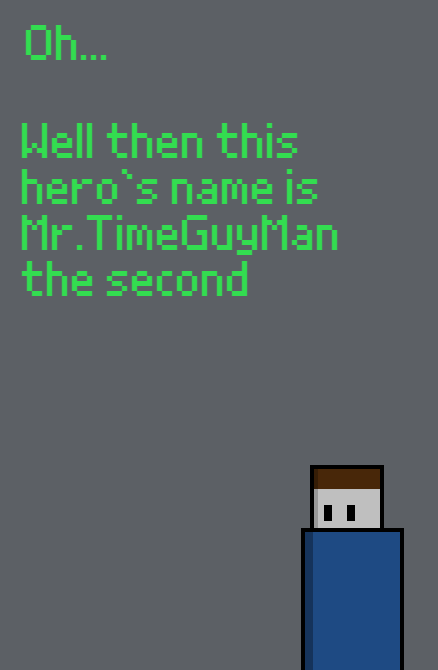 Oh...
Well then this
hero`s name is
Mr.TimeGuyMan
the second